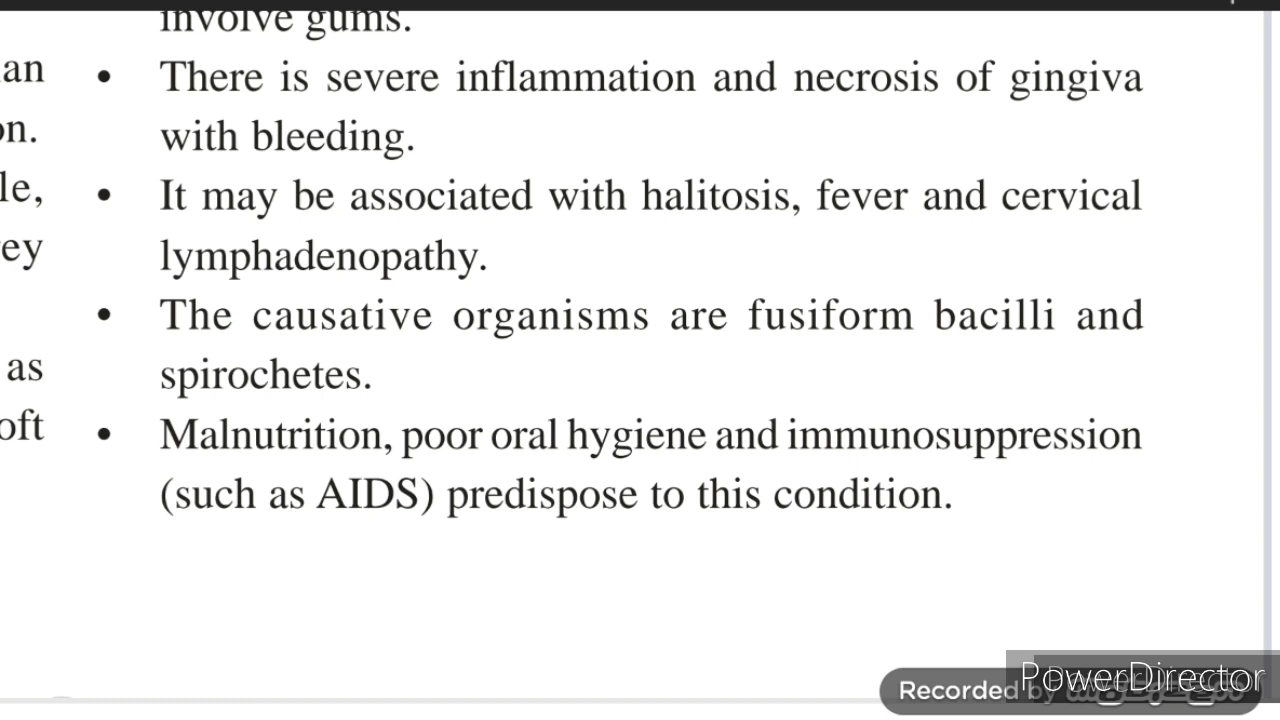 involve gums.
an
• There is severe inflammation and necrosis of gingiva
on.
with bleeding.
le,
• It may be associated with halitosis, fever and cervical
ey
lymphadenopathy.
• The causative organisms are fusiform bacilli and
as
spirochetes.
oft
• Malnutrition, poor oral hygiene and immunosuppression
(such as AIDS) predispose to this condition.
Recorded by
PowerDirector